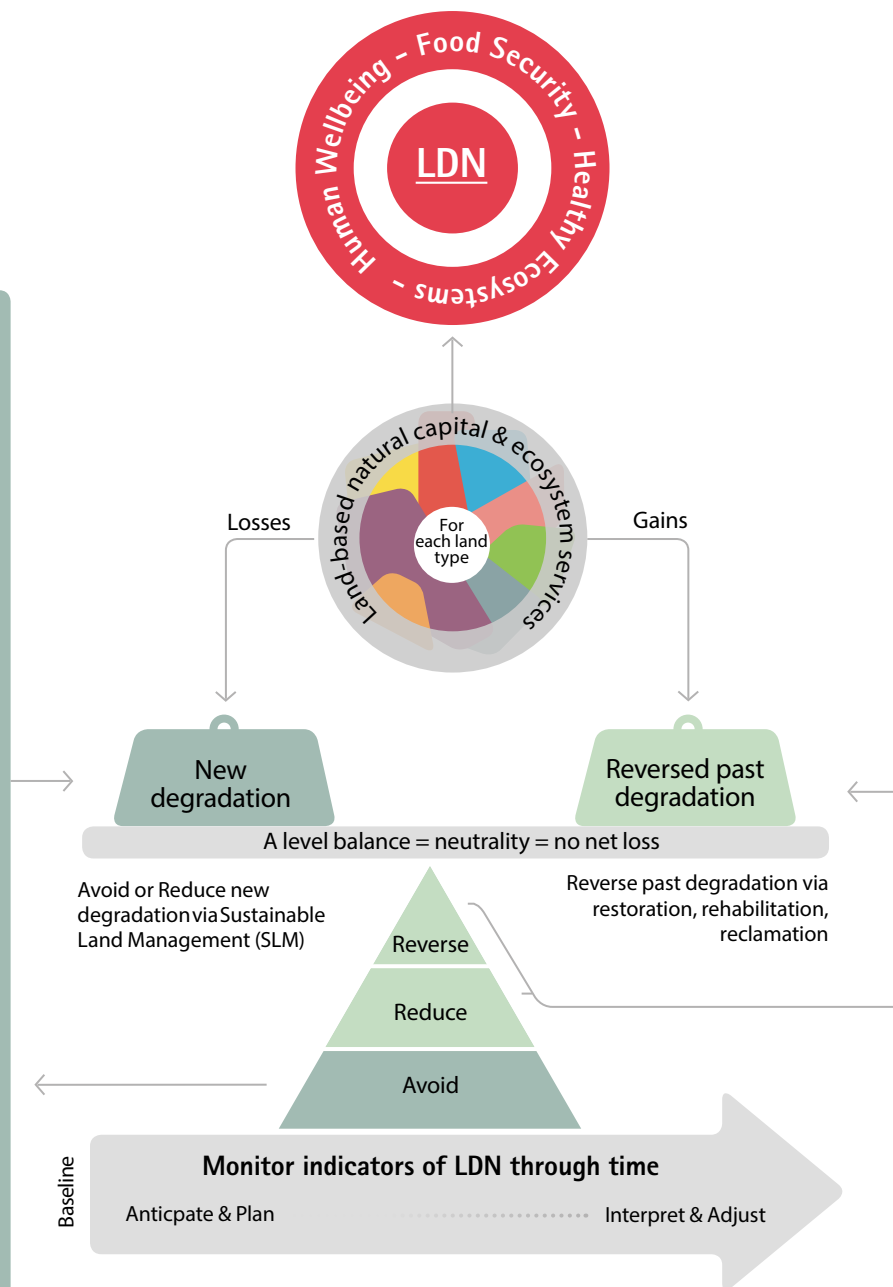 Human Wellbeing - Food Security - Healthy Ecosystems -
LDN
Land-based natural capital & ecosystem services
For
each land
type
Losses
Gains
New
degradation
Reversed past
degradation
A level balance = neutrality = no net loss
Avoid or Reduce new
degradation via Sustainable
Land Management (SLM)
Reverse past degradation via
restoration, rehabilitation,
reclamation
Reverse
Reduce
Avoid
Baseline
Monitor indicators of LDN through time
Anticpate & Plan
Interpret & Adjust